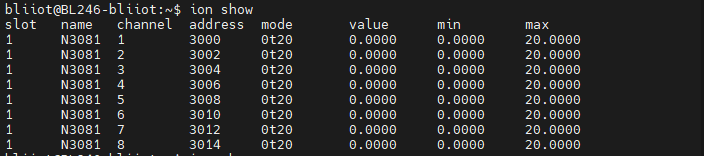 bliiot@BL246-bliiot:~$ ion show
slot name channel address mode value min max
1 N3081 1 3000 0t20 0.0000 0.0000 20.0000
1 N3081 2 3002 0t20 0.0000 0.0000 20.0000
1 N3081 3 3004 0t20 0.0000 0.0000 20.0000
1 N3081 4 3006 0t20 0.0000 0.0000 20.0000
1 N3081 5 3008 0t20 0.0000 0.0000 20.0000
1 N3081 6 3010 0t20 0.0000 0.0000 20.0000
1 N3081 7 3012 0t20 0.0000 0.0000 20.0000
1 N3081 8 3014 0t20 0.0000 0.0000 20.0000